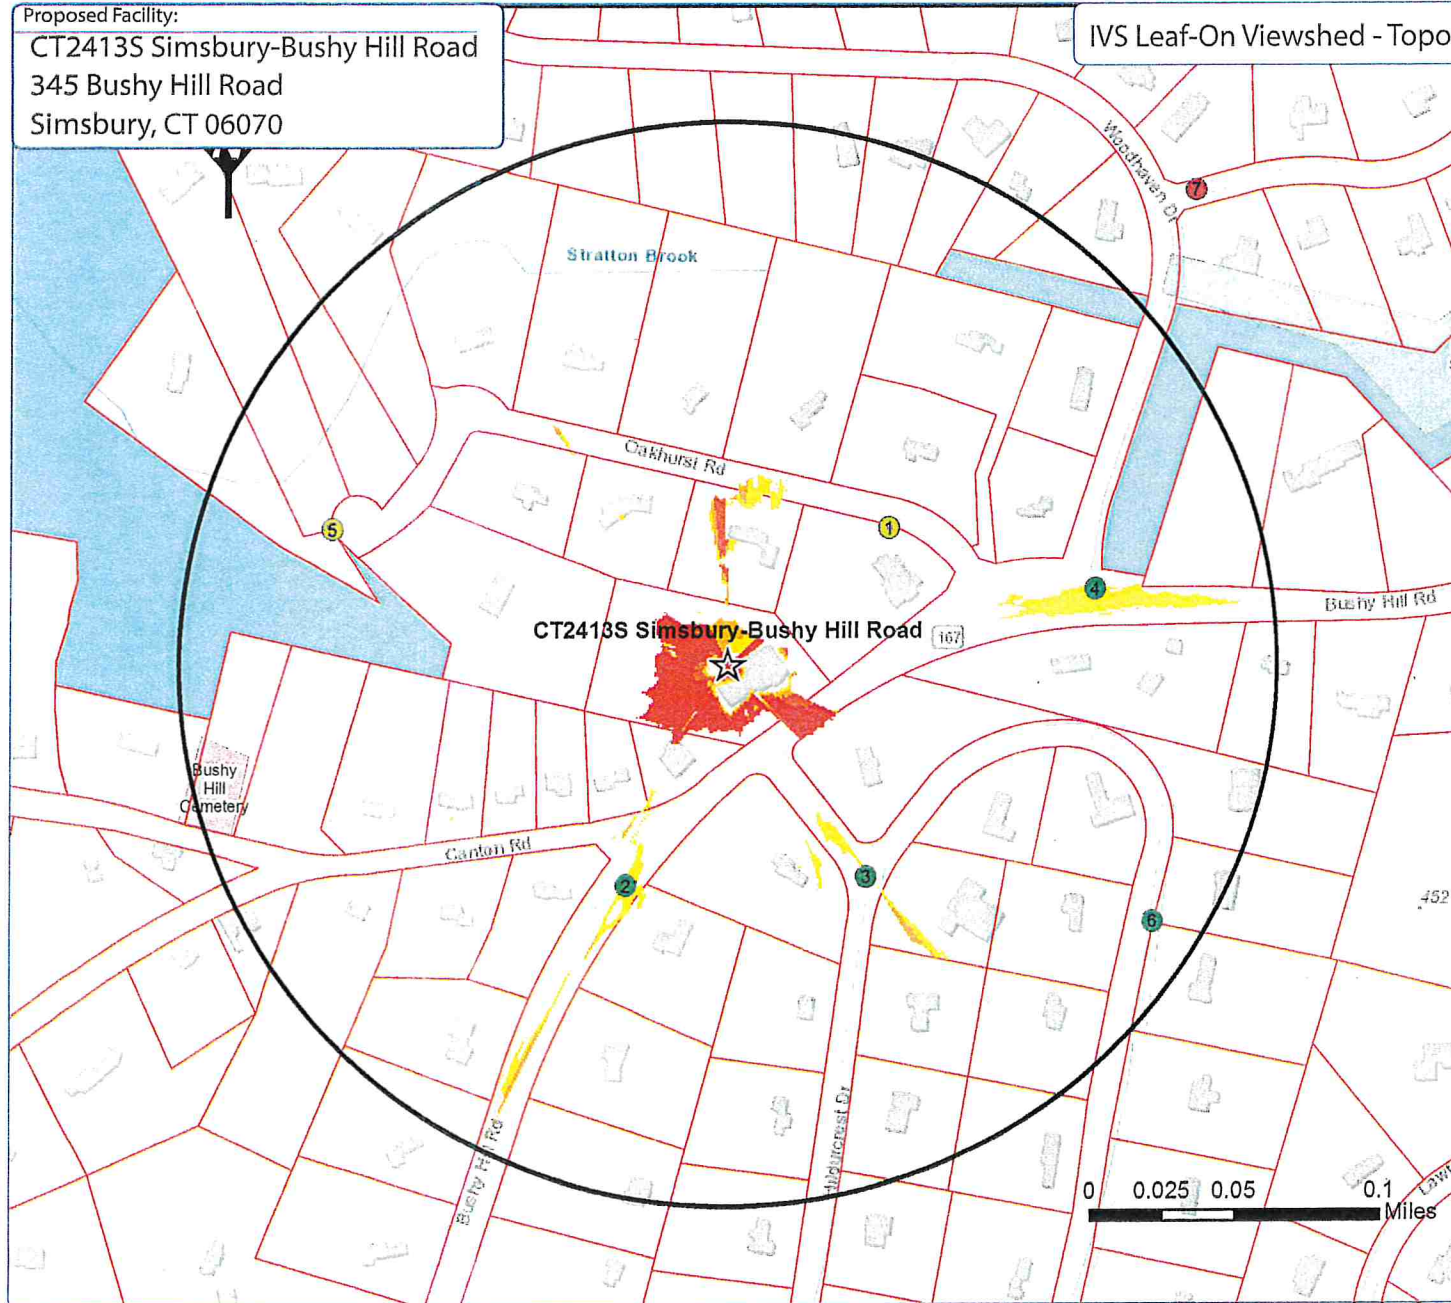 Proposed Facility:
CT2413S Simsbury-Bushy Hill Road
345 Bushy Hill Road
Simsbury, CT 06070
IVS Leaf-On Viewshed - Topo
Woodhaven Dr
7
Stratton Brook
Oakhurst Rd
5
1
4
Bushy Hill Rd
CT2413S Simsbury-Bushy Hill Road
167
Bushy
Hill
Cemetery
Canton Rd
2
3
6
452
Bushy Hill Rd
0 0.025 0.05 0.1
Miles